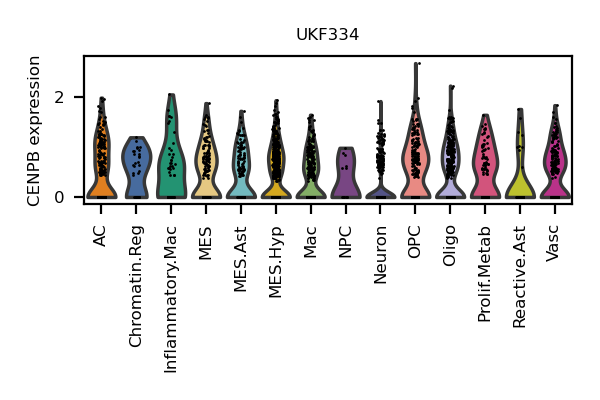 UKF334
CENPB expression
2
0
AC
Chromatin.Reg
Inflammatory.Mac
MES
MES.Ast
MES.Hyp
Mac
NPC
Neuron
OPC
Oligo
Prolif.Metab
Reactive.Ast
Vasc